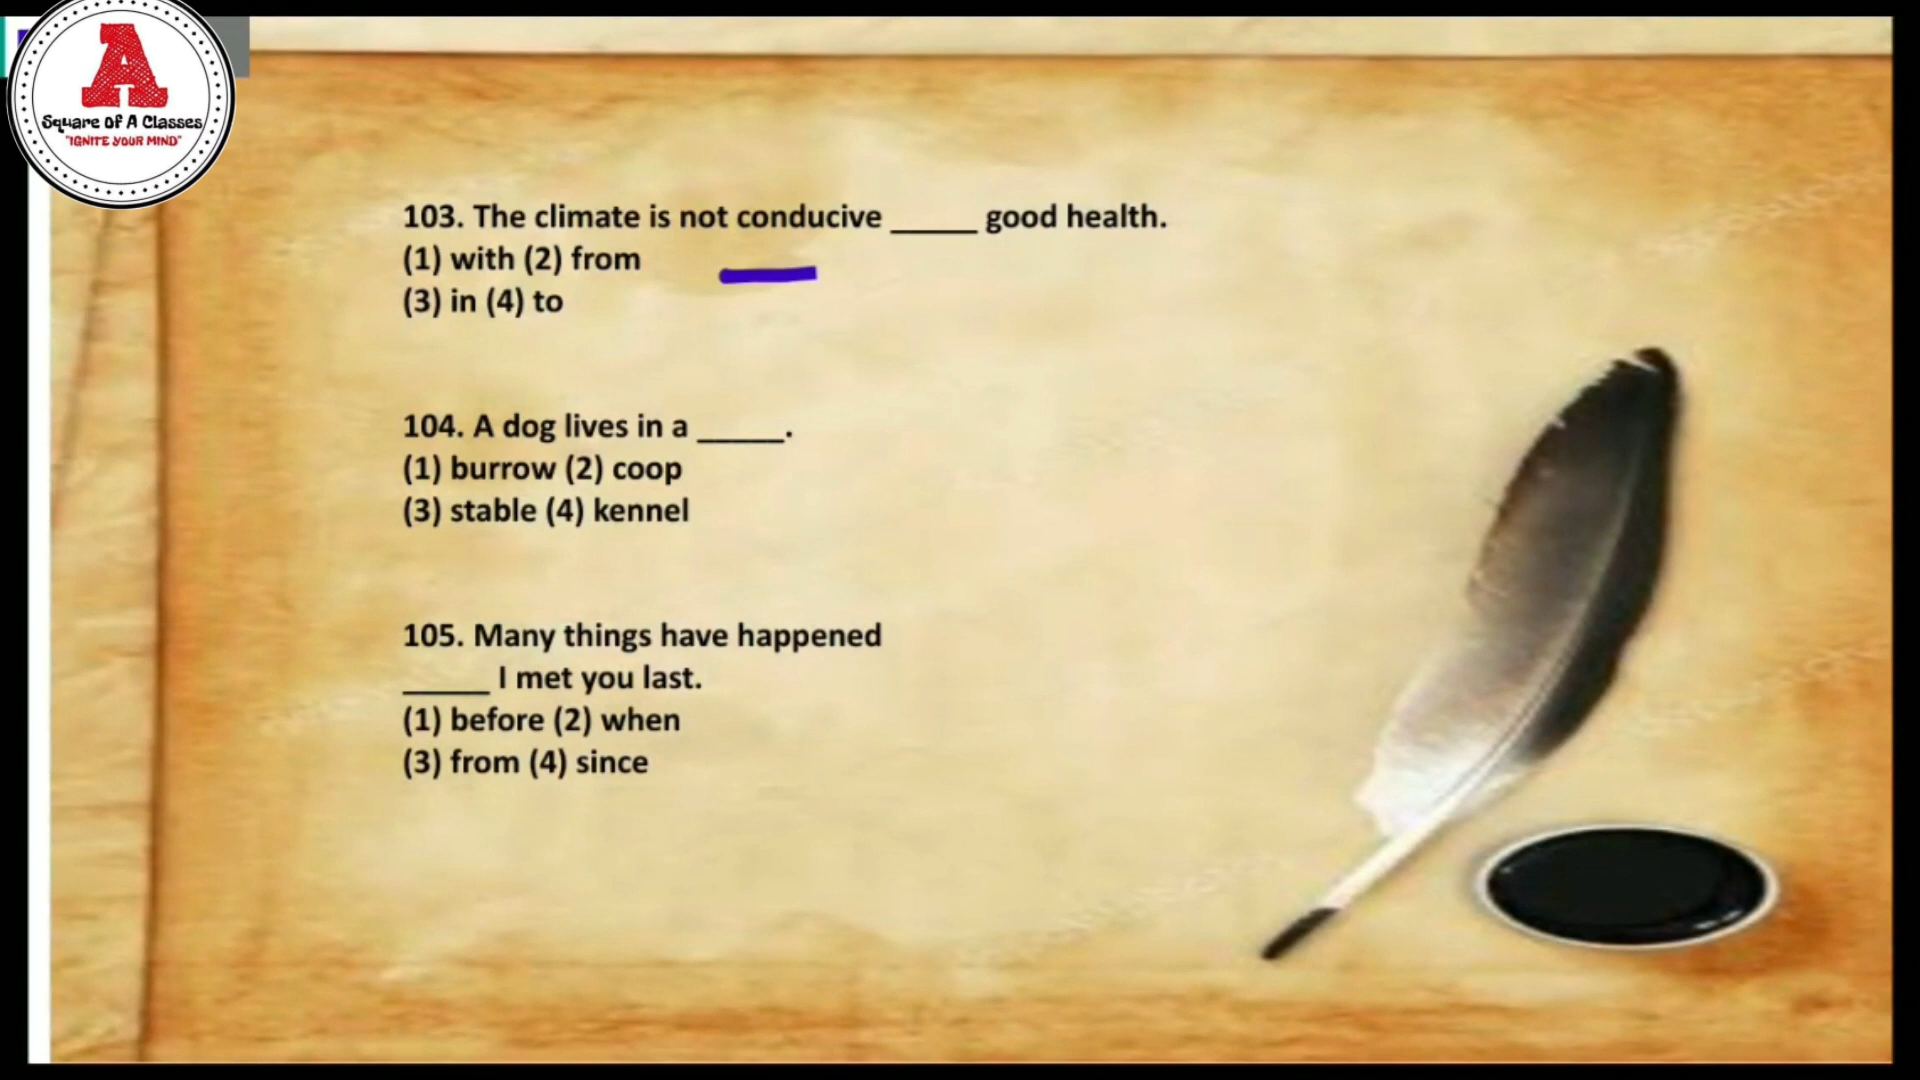 A
Square OF A Classes
"IGNITE YOUR MIND"
103. The climate is not conducive _____ good health.
(1) with (2) from
(3) in (4) to
104. A dog lives in a _____.
(1) burrow (2) coop
(3) stable (4) kennel
105. Many things have happened
_____ I met you last.
(1) before (2) when
(3) from (4) since